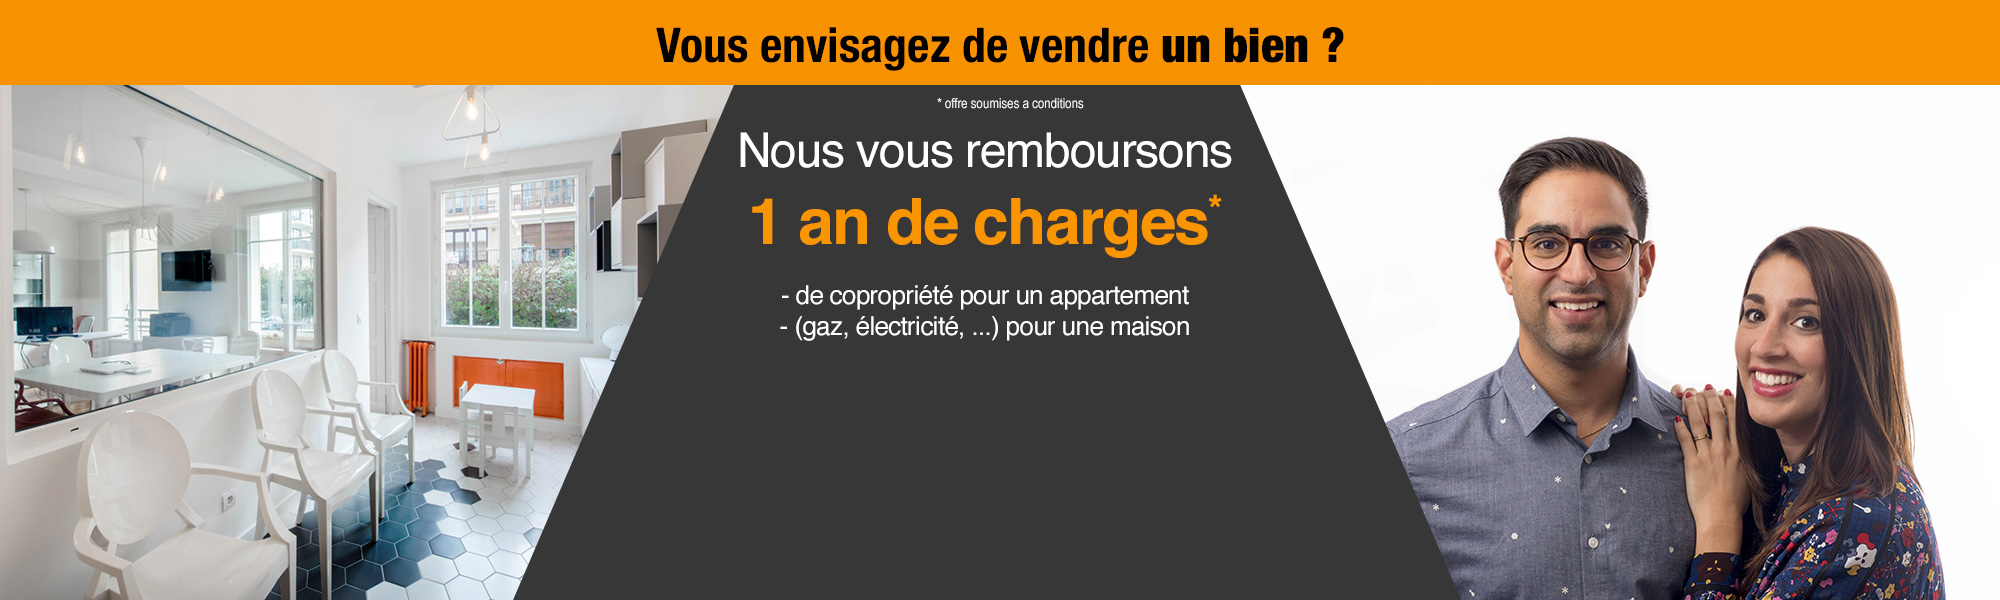 Vous envisagez de vendre un bien ?
* offre soumises a conditions
Nous vous remboursons
1 an de charges*
- de copropriété pour un appartement
- (gaz, électricité, ...) pour une maison